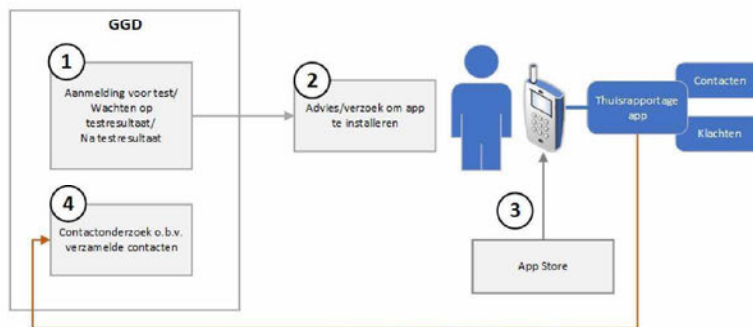 GGD
1
Aanmelding voor test/
Wachten op
testresultaat/
Na testresultaat
2
Advies/verzoek om app
te installeren
Thuisrapportage
app
Contacten
Klachten
4
Contactonderzoek o.b.v.
verzamelde contacten
3
App Store